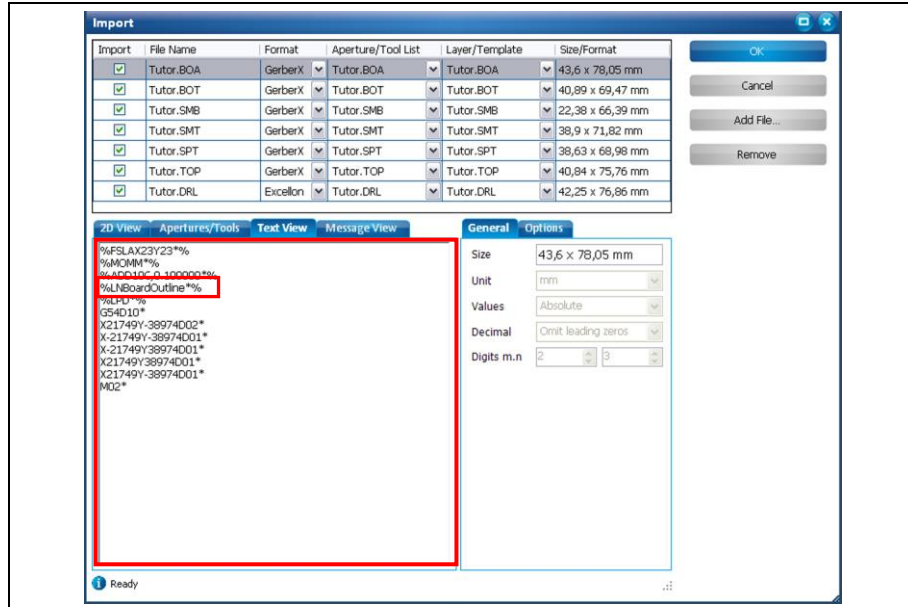 Import
Import File Name Format Aperture/Tool List Layer/Template Size/Format
Tutor.BOA GerberX Tutor.BOA Tutor.BOA 43,6 x 78,05 mm
Tutor.BOT GerberX Tutor.BOT Tutor.BOT 40,89 x 69,47 mm
Tutor.SMB GerberX Tutor.SMB Tutor.SMB 22,38 x 66,39 mm
Tutor.SMT GerberX Tutor.SMT Tutor.SMT 38,9 x 71,82 mm
Tutor.SPT GerberX Tutor.SPT Tutor.SPT 38,63 x 68,98 mm
Tutor.TOP GerberX Tutor.TOP Tutor.TOP 40,84 x 75,76 mm
Tutor.DRL Excellon Tutor.DRL Tutor.DRL 42,25 x 76,86 mm
OK
Cancel
Add File...
Remove
2D View Apertures/Tools Text View Message View
%FSLAX23Y23*%
%MOMM*%
%ADD10C,0.100000*%
%LNBoardOutline*%
%LPD*%
G54D10*
X21749Y-38974D02*
X-21749Y-38974D01*
X-21749Y38974D01*
X21749Y38974D01*
X21749Y-38974D01*
M02*
General Options
Size 43,6 x 78,05 mm
Unit mm
Values Absolute
Decimal Omit leading zeros
Digits m.n 2 3
Ready